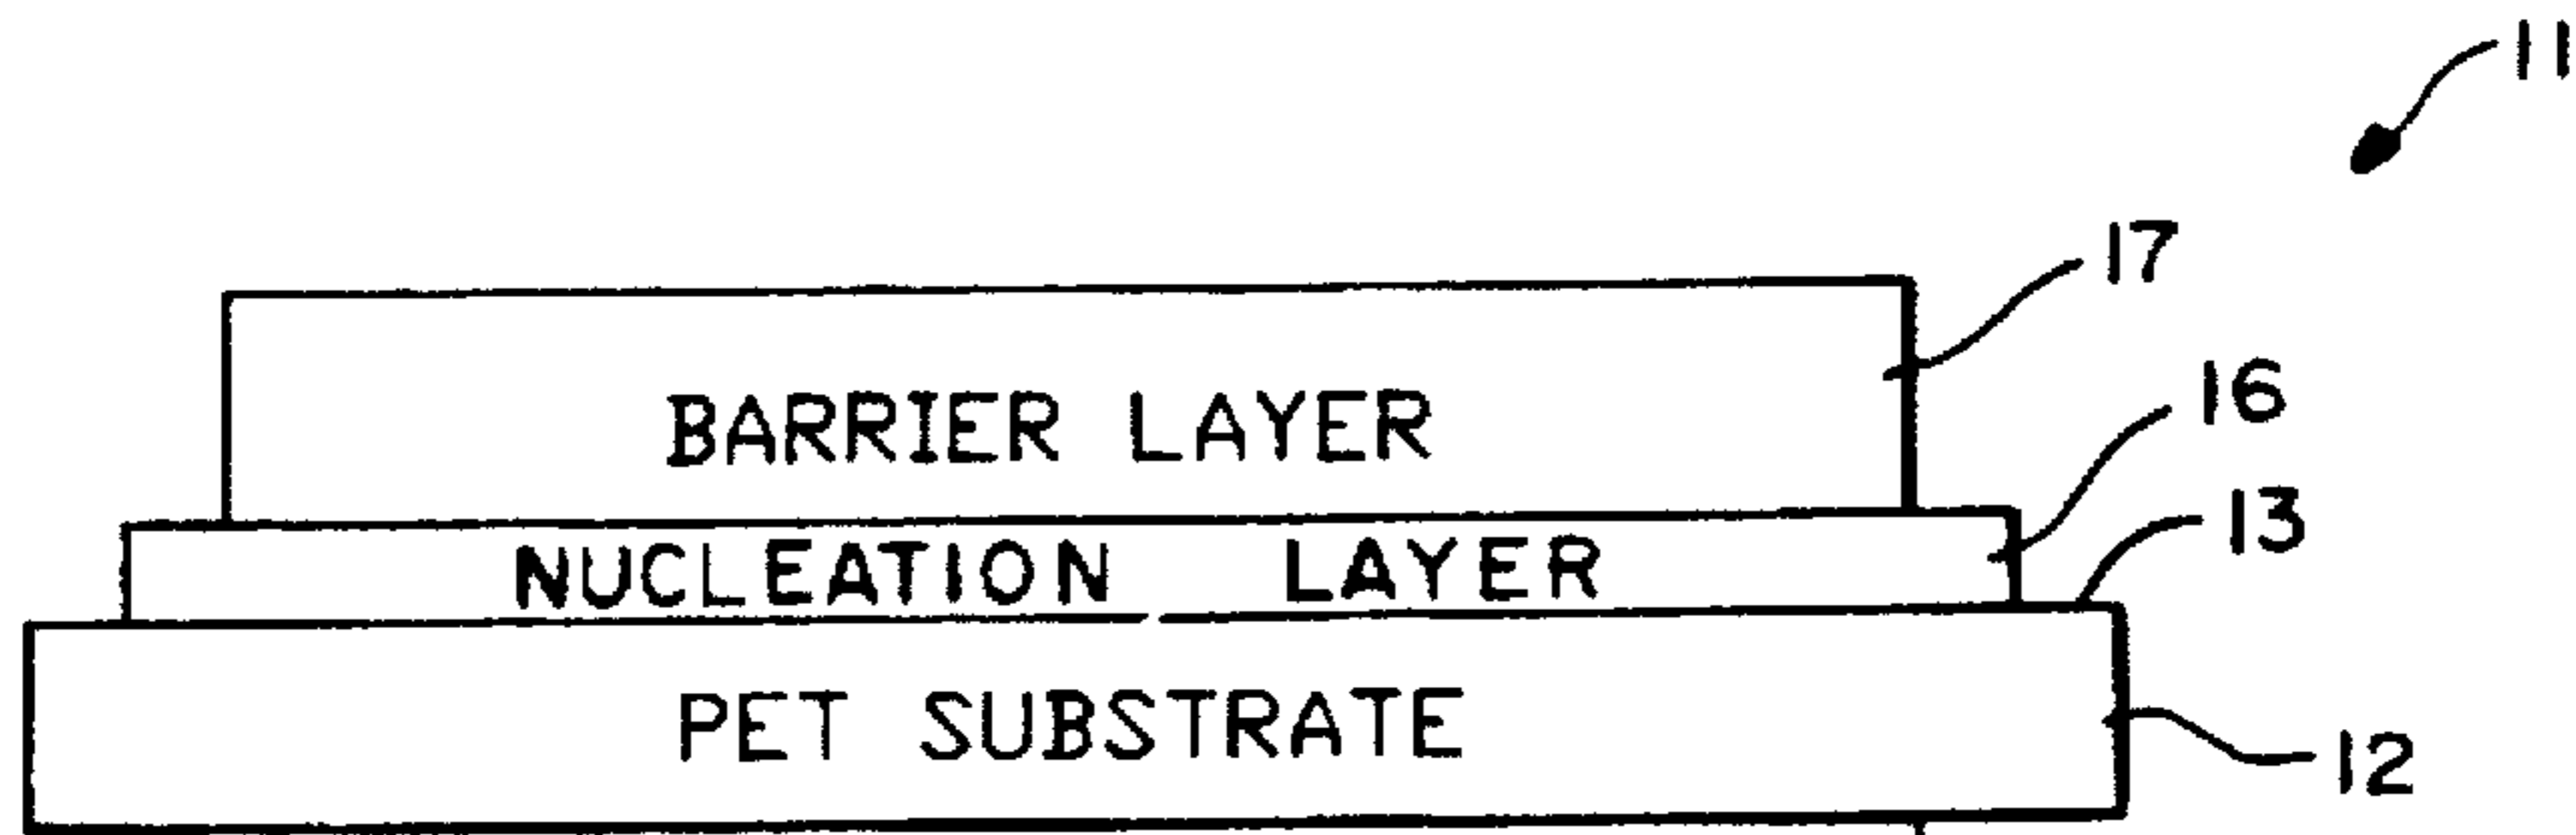 11
17
BARRIER LAYER
16
NUCLEATION LAYER
13
PET SUBSTRATE
12